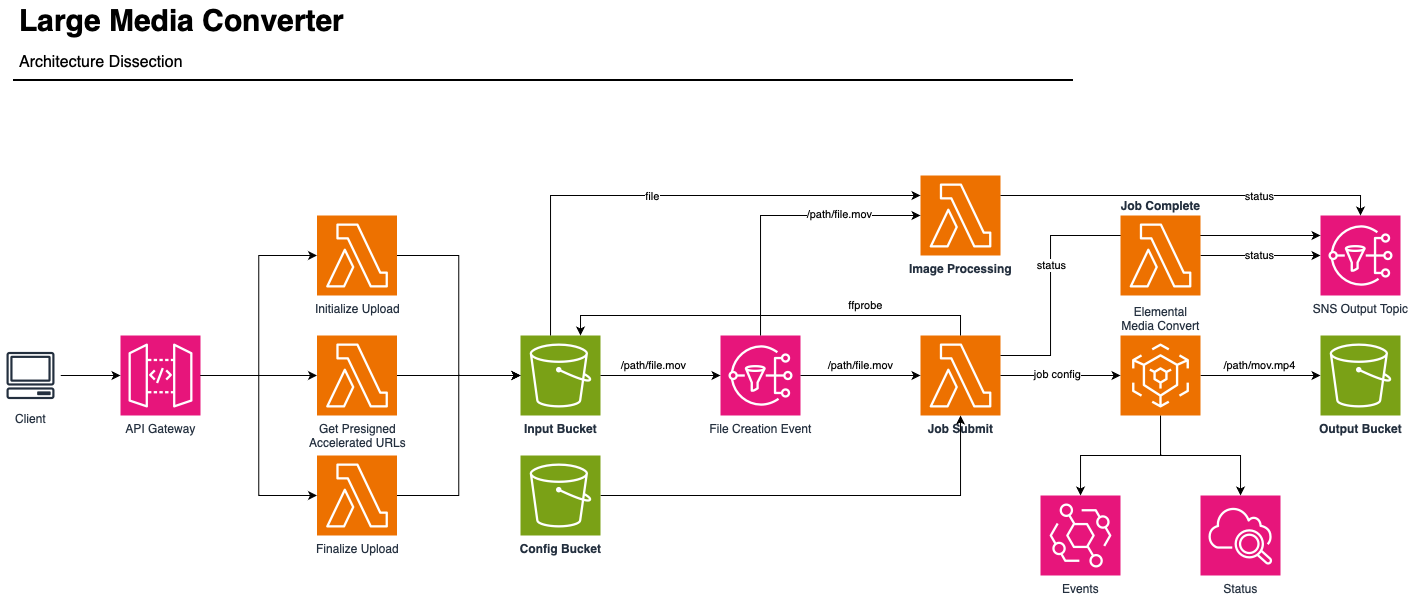 Large Media Converter
Architecture Dissection
file
status
/path/file.mov
Job Complete
Image Processing
status
status
Initialize Upload
ffprobe
Elemental
Media Convert
SNS Output Topic
/path/file.mov
/path/file.mov
job config
/path/mov.mp4
</>
Client
API Gateway
Get Presigned
Accelerated URLs
Input Bucket
File Creation Event
Job Submit
Output Bucket
Finalize Upload
Config Bucket
Events
Status